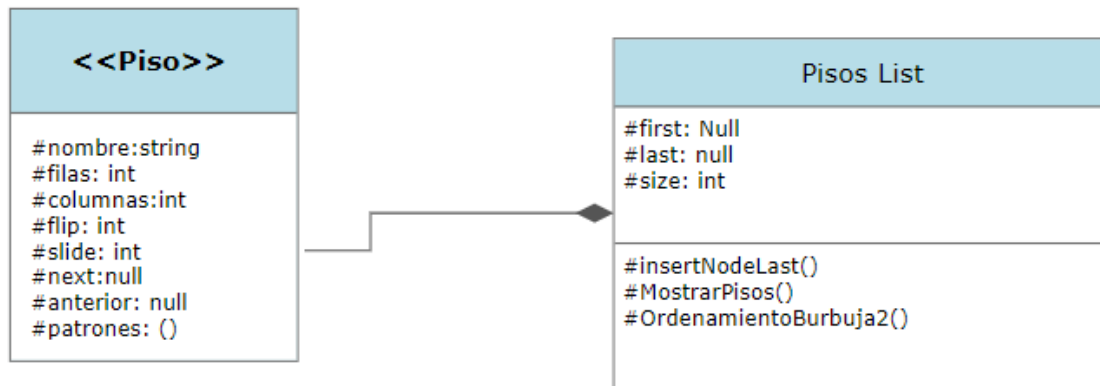 <<Piso>>
#nombre:string
#filas: int
#columnas:int
#flip: int
#slide: int
#next:null
#anterior: null
#patrones: ()
Pisos List
#first: Null
#last: null
#size: int
#insertNodeLast()
#MostrarPisos()
#OrdenamientoBurbuja2()